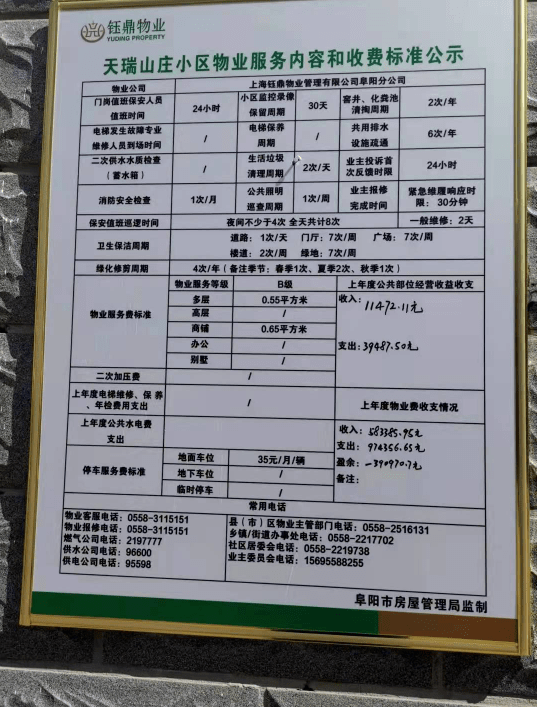 钰鼎物业
YUDING PROPERTY
天瑞山庄小区物业服务内容和收费标准公示
物业公司 上海钰鼎物业管理有限公司阜阳分公司
门岗值班保安人员值班时间 24小时 小区监控录像保留周期 30天 窨井、化粪池清掏周期 2次/年
电梯发生故障专业维修人员到场时间 / 电梯保养周期 / 共用排水设施疏通 6次/年
二次供水水质检查(蓄水箱) / 生活垃圾清理周期 2次/天 业主投诉首次反馈时限 24小时
消防安全检查 1次/月 公共照明巡查周期 1次/周 业主报修完成时间 紧急维履响应时限: 30分钟
保安值班巡逻时间 夜间不少于4次 全天共计8次 一般维修: 2天
卫生保洁周期 道路: 1次/天 门厅: 7次/周 广场: 7次/周
楼道: 2次/周 绿地: 7次/周
绿化修剪周期 4次/年(备注季节: 春季1次、夏季2次、秋季1次)
物业服务费标准 物业服务等级 B级 上年度公共部位经营收益收支
多层 0.55平方米 收入: 11472.11元
高层 /
商铺 0.65平方米
办公 / 支出: 39487.50元
别墅 /
二次加压费 /
上年度电梯维修、保养、年检费用支出 / 上年度物业费收支情况
上年度公共水电费支出 收入: 583385.95元
支出: 974356.65元
停车服务费标准 地面车位 35元/月/辆 盈余: -390970.7元
地下车位 / 备注:
临时停车 /
常用电话
物业客服电话: 0558-3115151
物业报修电话: 0558-3115151
燃气公司电话: 2197777
供水公司电话: 96600
供电公司电话: 95598
县(市)区物业主管部门电话: 0558-2516131
乡镇/街道办事处电话: 0558-2217702
社区居委会电话: 0558-2219738
业主委员会电话: 15695588255
阜阳市房屋管理局监制